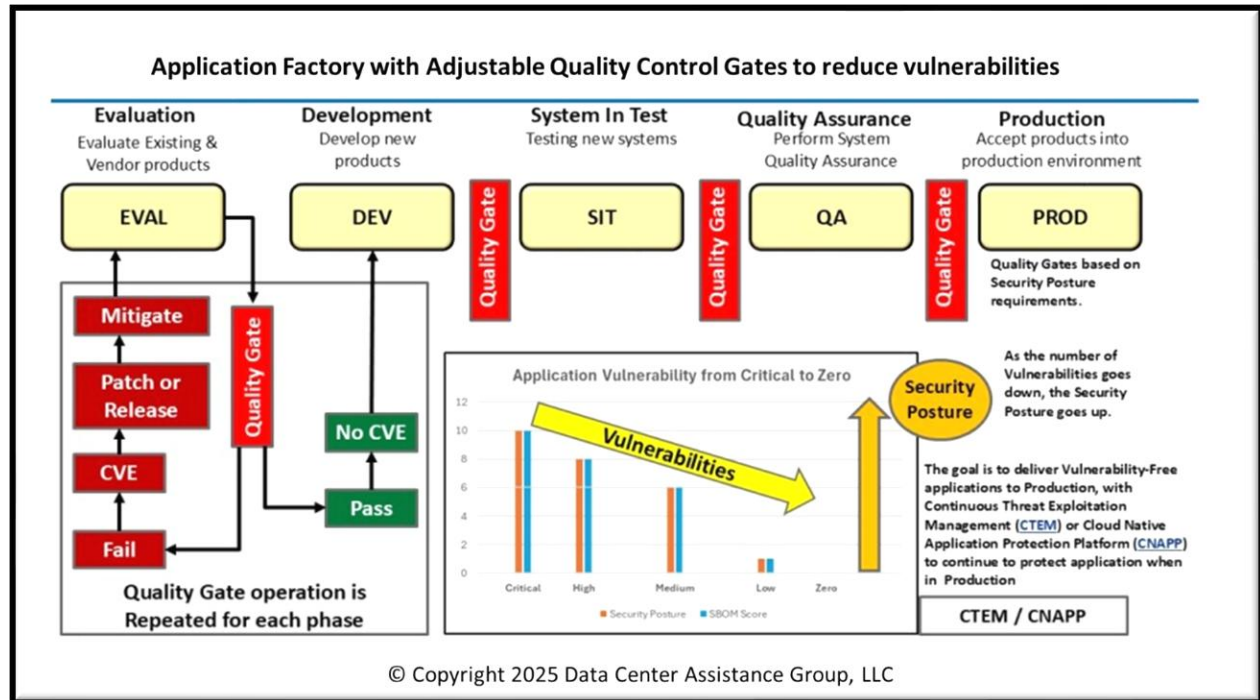 Application Factory with Adjustable Quality Control Gates to reduce vulnerabilities
Evaluation
Evaluate Existing &
Vendor products
Development
Develop new
products
System In Test
Testing new systems
Quality Assurance
Perform System
Quality Assurance
Production
Accept products into
production environment
EVAL
DEV
Quality Gate
SIT
Quality Gate
QA
Quality Gate
PROD
Quality Gates based on
Security Posture
requirements.
Mitigate
Patch or
Release
CVE
Fail
Quality Gate
No CVE
Pass
Quality Gate operation is
Repeated for each phase
Application Vulnerability from Critical to Zero
12
10
8
6
4
2
0
Vulnerabilities
Critical
High
Medium
Low
Zero
Security Posture
SBOM Score
Security
Posture
As the number of
Vulnerabilities goes
down, the Security
Posture goes up.
The goal is to deliver Vulnerability-Free
applications to Production, with
Continuous Threat Exploitation
Management (CTEM) or Cloud Native
Application Protection Platform (CNAPP)
to continue to protect application when
in Production
CTEM / CNAPP
© Copyright 2025 Data Center Assistance Group, LLC